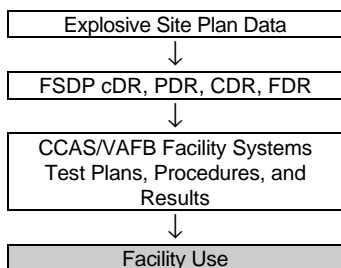 Explosive Site Plan Data
FSDP cDR, PDR, CDR, FDR
CCAS/VAFB Facility Systems
Test Plans, Procedures, and
Results
Facility Use